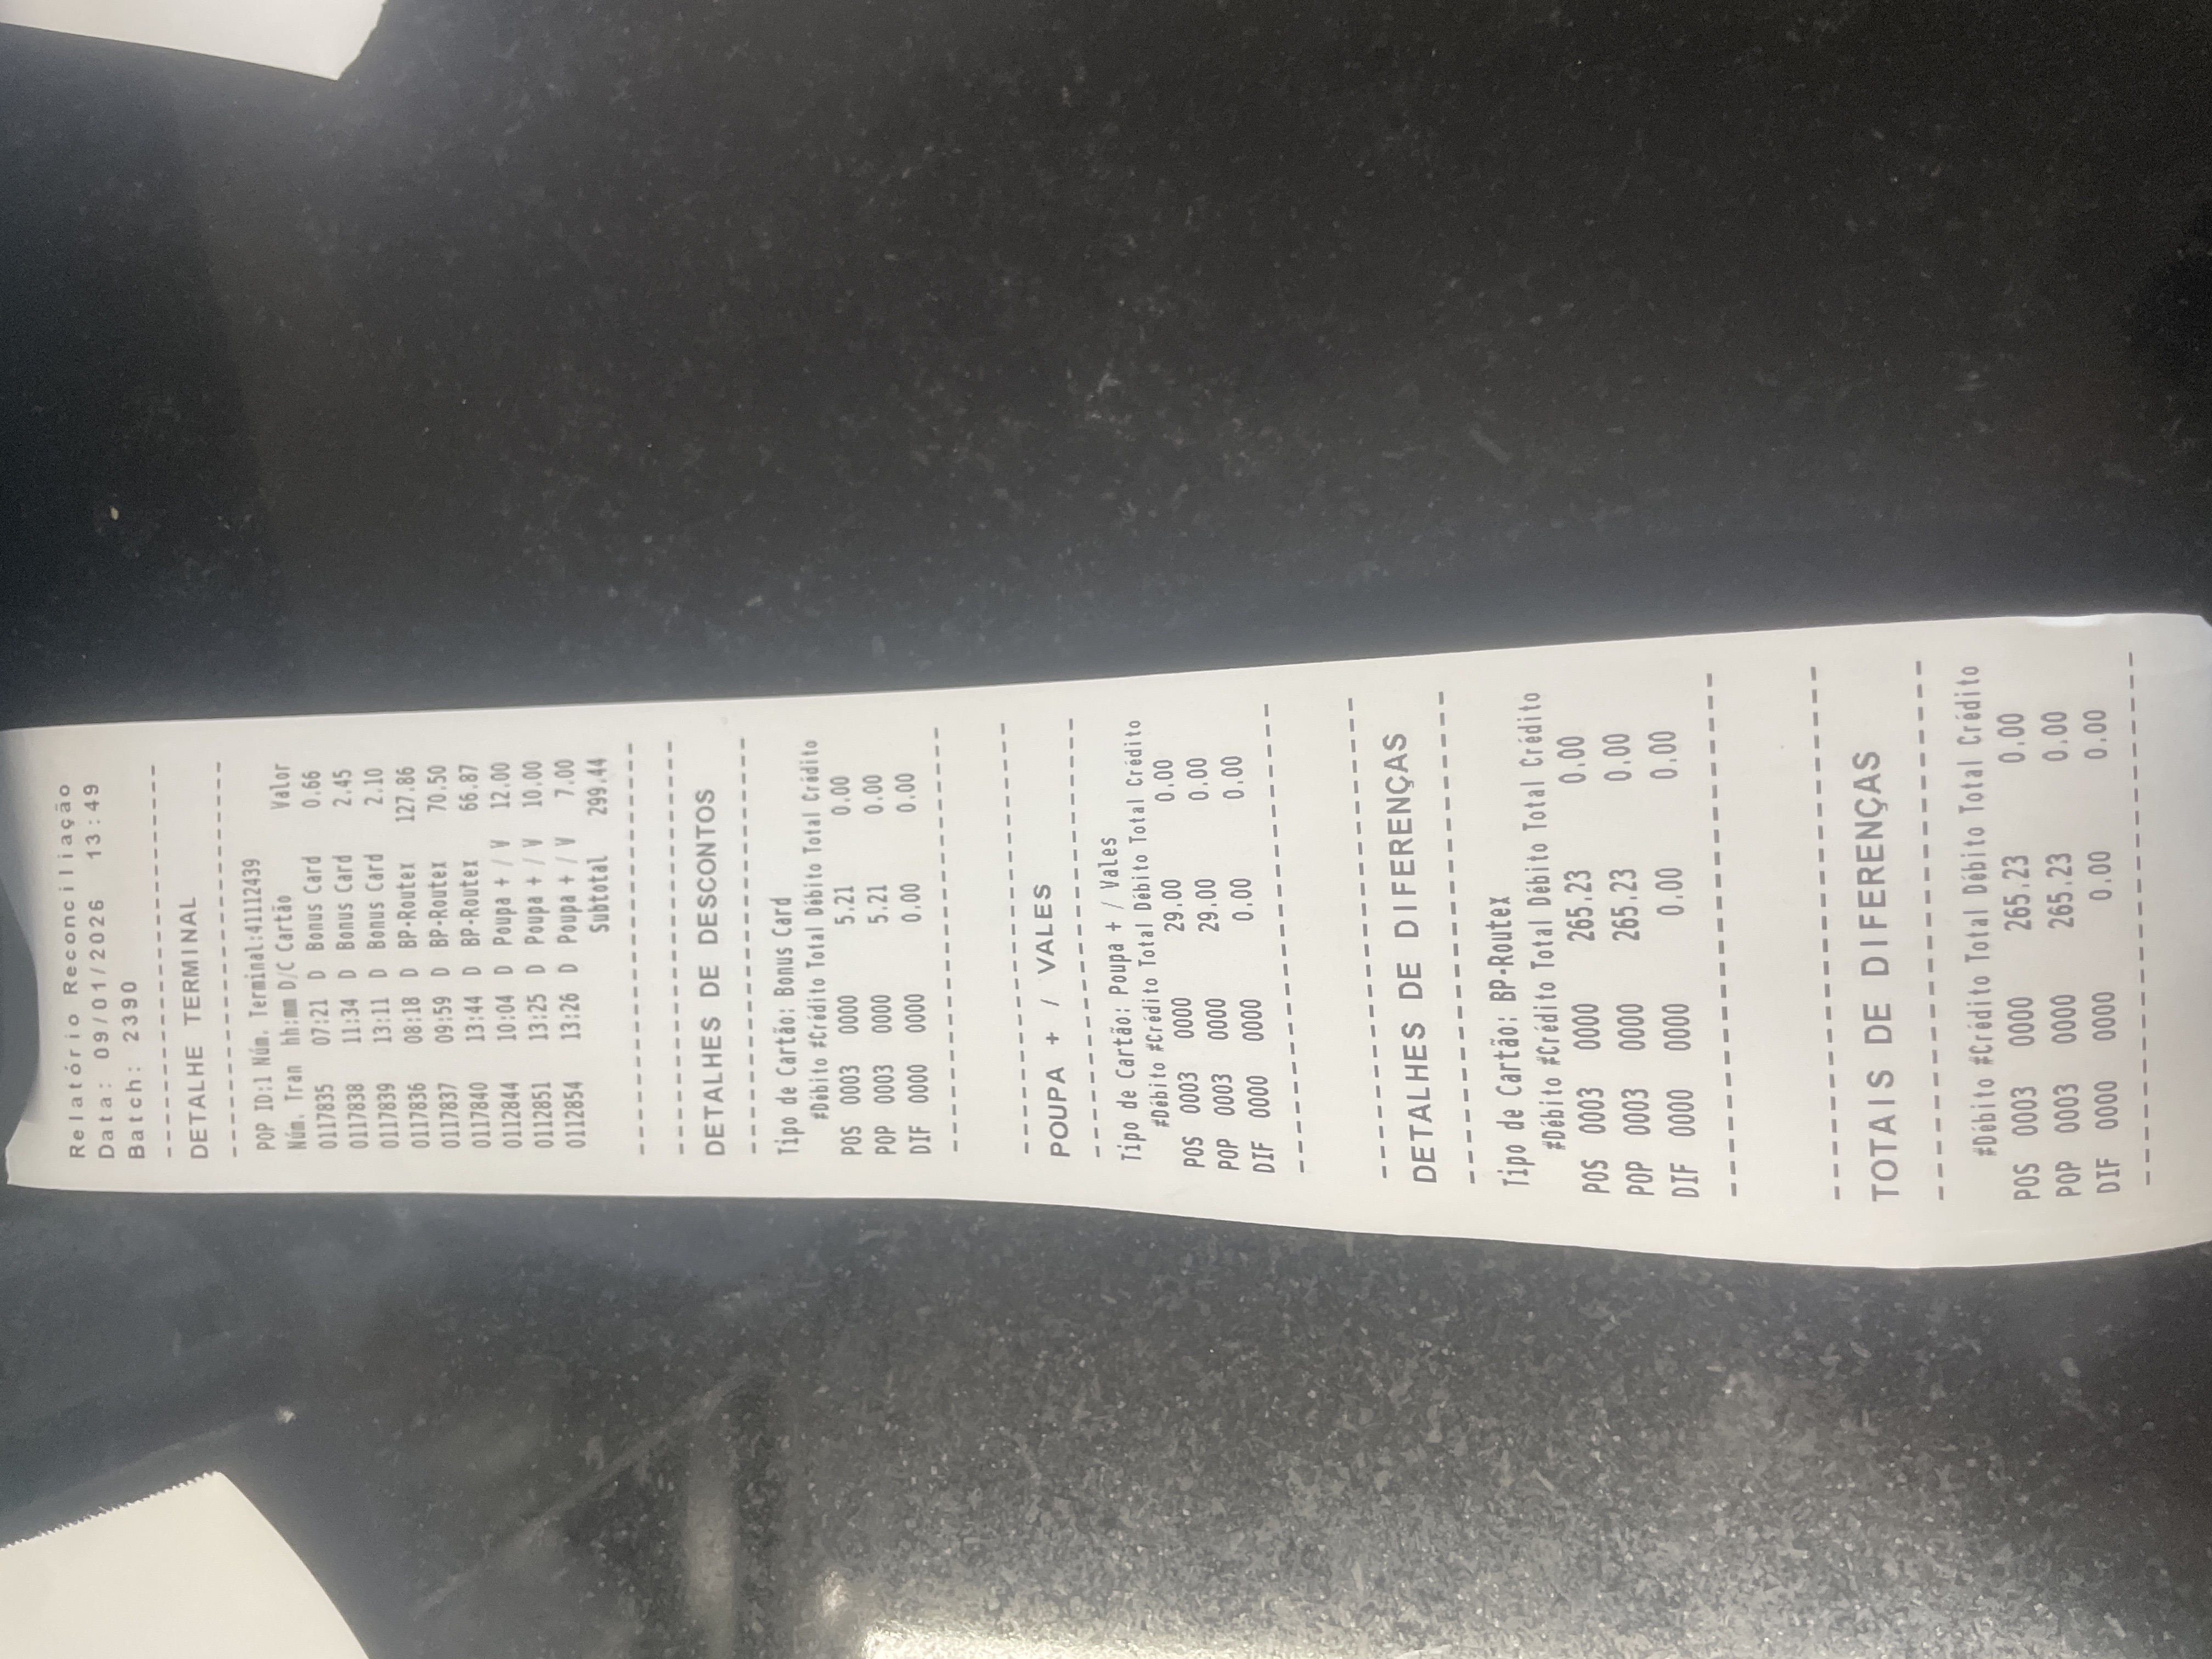 Relatório Reconciliação
Data: 09/01/2026 13:49
Batch: 2390
------------------------
DETALHE TERMINAL
------------------------
POP ID:1 Núm. Terminal:41112439
Núm. Tran hh:mm D/C Cartão Valor
0117835 07:21 D Bonus Card 0.66
0117838 11:34 D Bonus Card 2.45
0117839 13:11 D Bonus Card 2.10
0117836 08:18 D BP-Routex 127.86
0117837 09:59 D BP-Routex 70.50
0117840 13:44 D BP-Routex 66.87
0112844 10:04 D Poupa + / V 12.00
0112851 13:25 D Poupa + / V 10.00
0112854 13:26 D Poupa + / V 7.00
Subtotal 299.44
------------------------
------------------------
DETALHES DE DESCONTOS
------------------------
Tipo de Cartão: Bonus Card
#Débito #Crédito Total Débito Total Crédito
POS 0003 0000 5.21 0.00
POP 0003 0000 5.21 0.00
DIF 0000 0000 0.00 0.00
------------------------
------------------------
POUPA + / VALES
------------------------
Tipo de Cartão: Poupa + / Vales
#Débito #Crédito Total Débito Total Crédito
POS 0003 0000 29.00 0.00
POP 0003 0000 29.00 0.00
DIF 0000 0000 0.00 0.00
------------------------
------------------------
DETALHES DE DIFERENÇAS
------------------------
Tipo de Cartão: BP-Routex
#Débito #Crédito Total Débito Total Crédito
POS 0003 0000 265.23 0.00
POP 0003 0000 265.23 0.00
DIF 0000 0000 0.00 0.00
------------------------
------------------------
TOTAIS DE DIFERENÇAS
------------------------
#Débito #Crédito Total Débito Total Crédito
POS 0003 0000 265.23 0.00
POP 0003 0000 265.23 0.00
DIF 0000 0000 0.00 0.00
------------------------